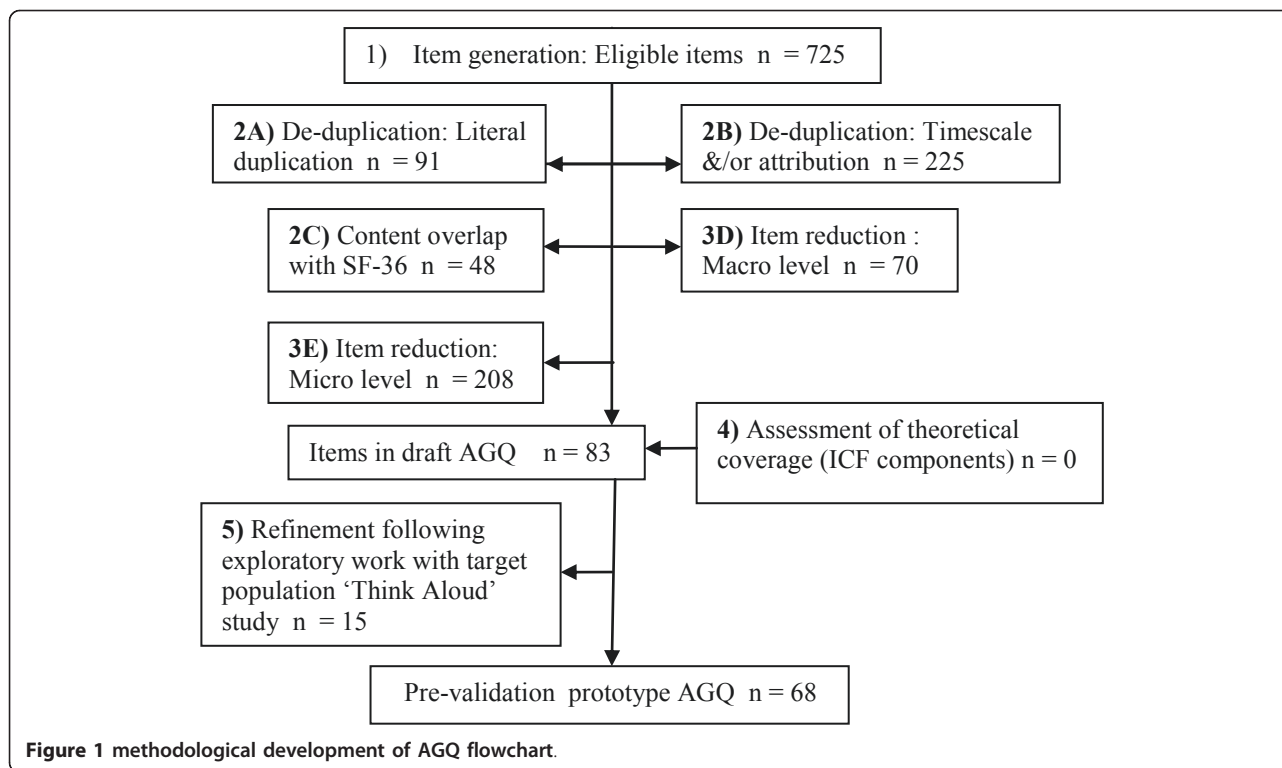 1) Item generation: Eligible items n = 725
2A) De-duplication: Literal
duplication n = 91
2B) De-duplication: Timescale
&/or attribution n = 225
2C) Content overlap
with SF-36 n = 48
3D) Item reduction :
Macro level n = 70
3E) Item reduction:
Micro level n = 208
Items in draft AGQ n = 83
4) Assessment of theoretical
coverage (ICF components) n = 0
5) Refinement following
exploratory work with target
population ‘Think Aloud’
study n = 15
Pre-validation prototype AGQ n = 68
Figure 1 methodological development of AGQ flowchart.